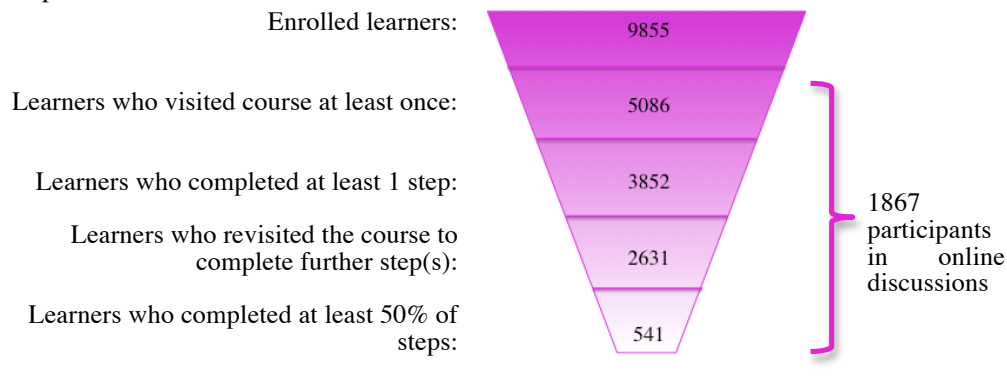 Enrolled learners:
9855
Learners who visited course at least once:
5086
Learners who completed at least 1 step:
3852
Learners who revisited the course to
complete further step(s):
2631
Learners who completed at least 50% of
steps:
541
1867
participants
in online
discussions